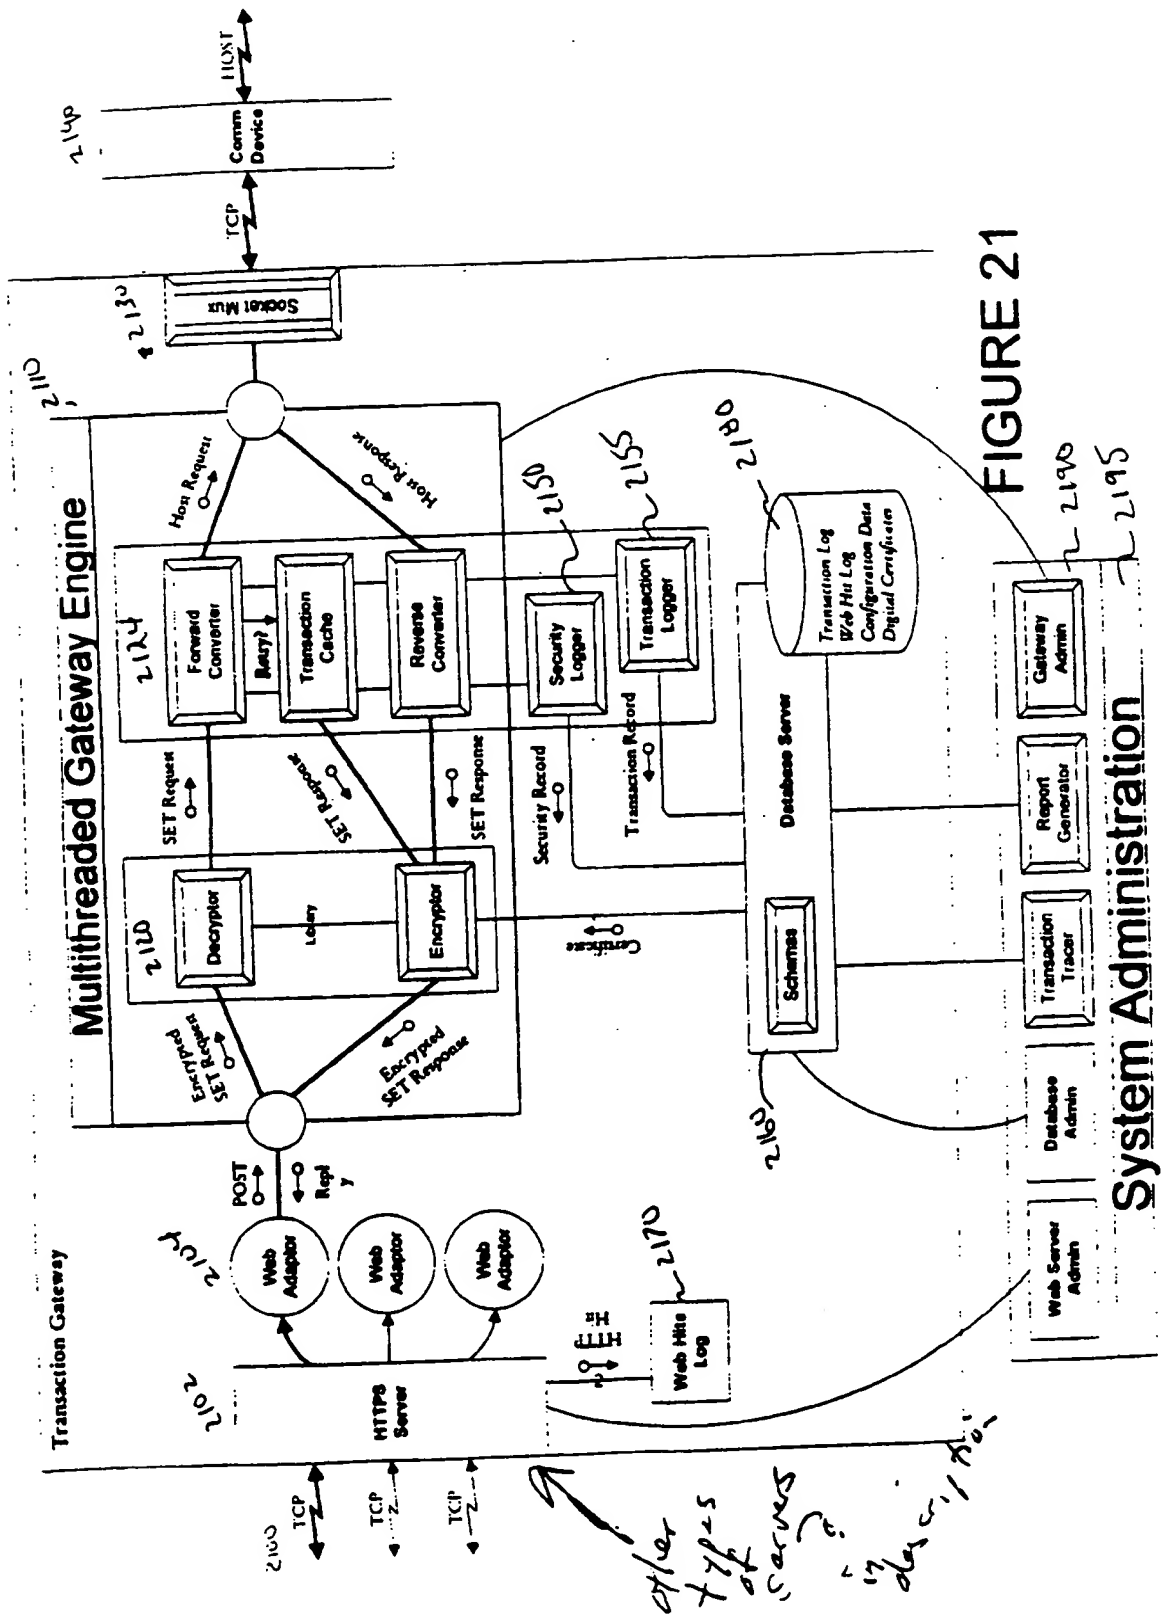 Transaction Gateway
Multithreaded Gateway Engine
2110
2100
TCP
TCP
TCP
2102
HTTPS
Server
2104
Web
Adaptor
Web
Adaptor
Web
Adaptor
POST
Repl
y
Encrypted
SET Request
Encrypted
SET Response
2120
Decryptor
Library
Encryptor
SET Request
SET Response
SET Response
2124
Forward
Converter
Retry?
Transaction
Cache
Reverse
Converter
Host Request
Host Response
2130
Socket Mux
TCP
2140
Comm
Device
HOST
Security
Logger
2150
Transaction
Logger
2155
Security Record
Transaction Record
Certificate
2170
Web Hits
Log
2160
Schemas
Database Server
2180
Transaction Log
Web Hit Log
Configuration Data
Digital Certificates
Web Server
Admin
Database
Admin
Transaction
Tracer
Report
Generator
Gateway
Admin
2190
System Administration
2195
FIGURE 21
other
types
of
servers
?
in
description